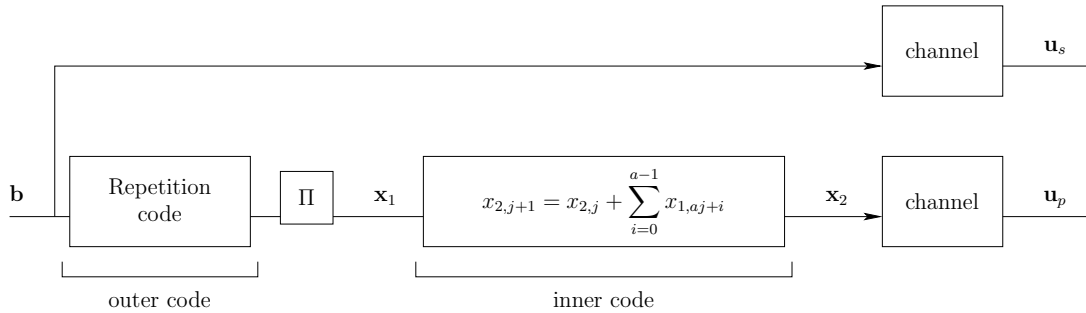 channel
u_s
b
Repetition
code
Π
x_1
x_{2,j+1} = x_{2,j} + \sum_{i=0}^{a-1} x_{1,aj+i}
x_2
channel
u_p
outer code
inner code